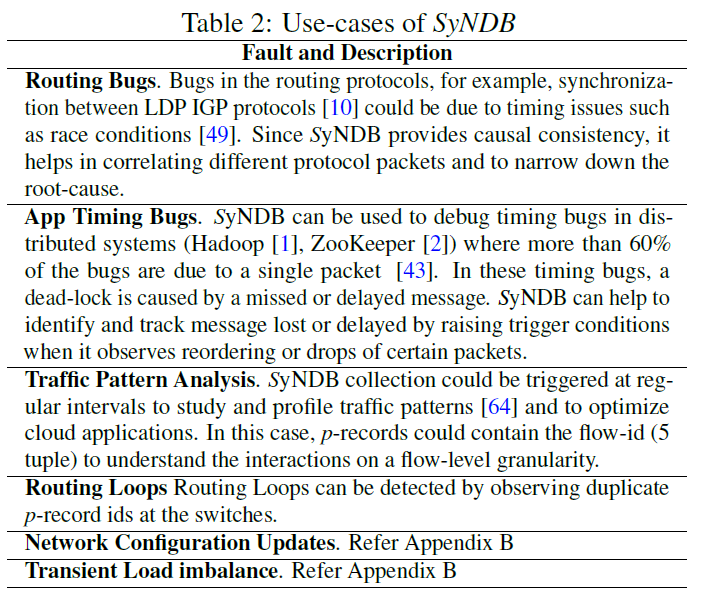 Table 2: Use-cases of SyNDB
Fault and Description
Routing Bugs. Bugs in the routing protocols, for example, synchroniza-
tion between LDP IGP protocols [10] could be due to timing issues such
as race conditions [49]. Since SyNDB provides causal consistency, it
helps in correlating different protocol packets and to narrow down the
root-cause.
App Timing Bugs. SyNDB can be used to debug timing bugs in dis-
tributed systems (Hadoop [1], ZooKeeper [2]) where more than 60%
of the bugs are due to a single packet [43]. In these timing bugs, a
dead-lock is caused by a missed or delayed message. SyNDB can help to
identify and track message lost or delayed by raising trigger conditions
when it observes reordering or drops of certain packets.
Traffic Pattern Analysis. SyNDB collection could be triggered at reg-
ular intervals to study and profile traffic patterns [64] and to optimize
cloud applications. In this case, p-records could contain the flow-id (5
tuple) to understand the interactions on a flow-level granularity.
Routing Loops Routing Loops can be detected by observing duplicate
p-record ids at the switches.
Network Configuration Updates. Refer Appendix B
Transient Load imbalance. Refer Appendix B